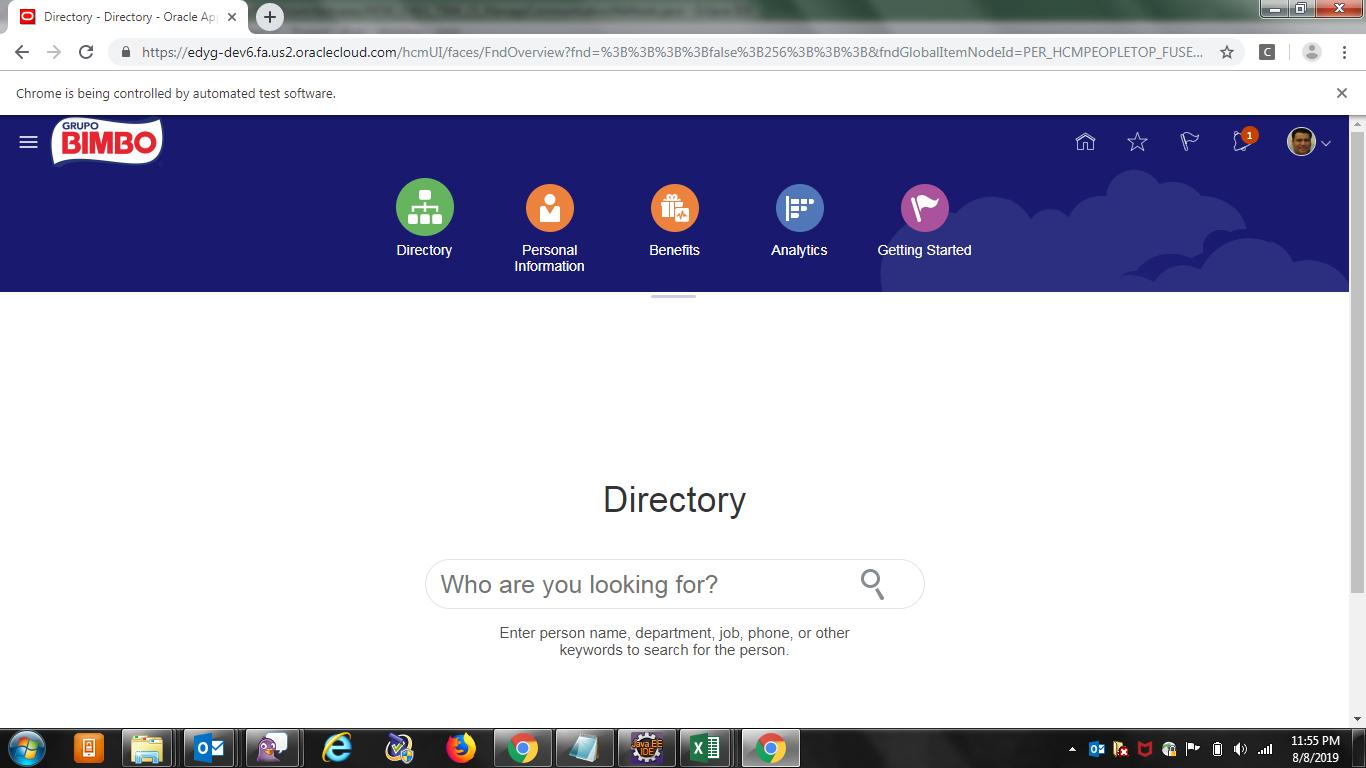 Directory - Directory - Oracle Ap
https://edyg-dev6.fa.us2.oraclecloud.com/hcmUI/faces/FndOverview?fnd=%3B%3B%3B%3Bfalse%3B256%3B%3B%3B&fndGlobalItemNodeId=PER_HCMPEOPLETOP_FUSE...
C
Chrome is being controlled by automated test software.
GRUPO
BIMBO
1
Directory
Personal
Information
Benefits
Analytics
Getting Started
Directory
Who are you looking for?
Enter person name, department, job, phone, or other
keywords to search for the person.
Java EE
IDE
11:55 PM
8/8/2019